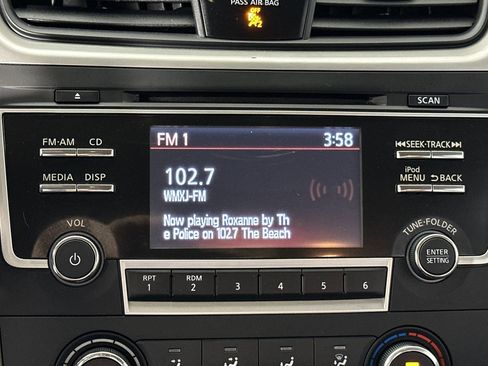 PASS AIR BAG
OFF
2
SCAN
FM·AM
CD
MEDIA
DISP
VOL
FM 1
3:58
102.7
WMXJ-FM
Now playing Roxanne by Th
e Police on 102.7 The Beach
SEEK·TRACK
iPod
MENU
BACK
TUNE·FOLDER
ENTER
SETTING
RPT
1
RDM
2
3
4
5
6